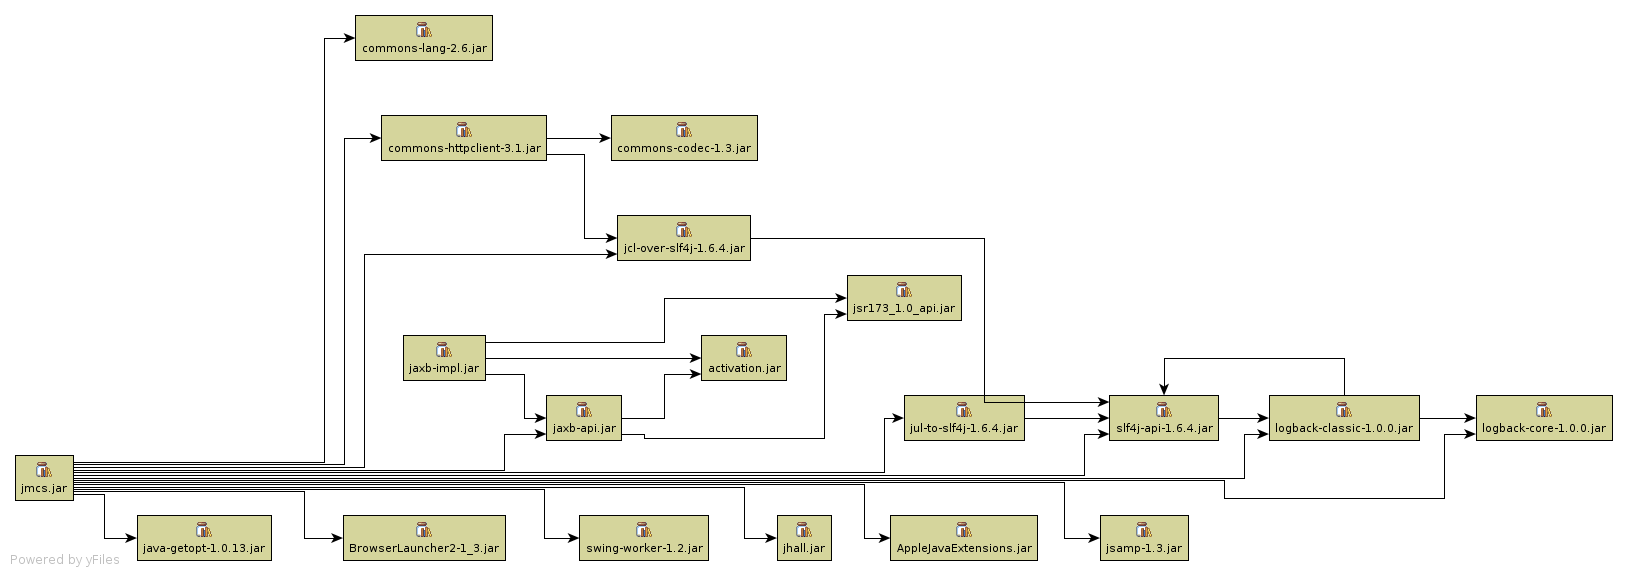 commons-lang-2.6.jar
commons-httpclient-3.1.jar
commons-codec-1.3.jar
jcl-over-slf4j-1.6.4.jar
jsr173_1.0_api.jar
jaxb-impl.jar
activation.jar
jaxb-api.jar
jul-to-slf4j-1.6.4.jar
slf4j-api-1.6.4.jar
logback-classic-1.0.0.jar
logback-core-1.0.0.jar
jmcs.jar
java-getopt-1.0.13.jar
BrowserLauncher2-1_3.jar
swing-worker-1.2.jar
jhall.jar
AppleJavaExtensions.jar
jsamp-1.3.jar
Powered by yFiles